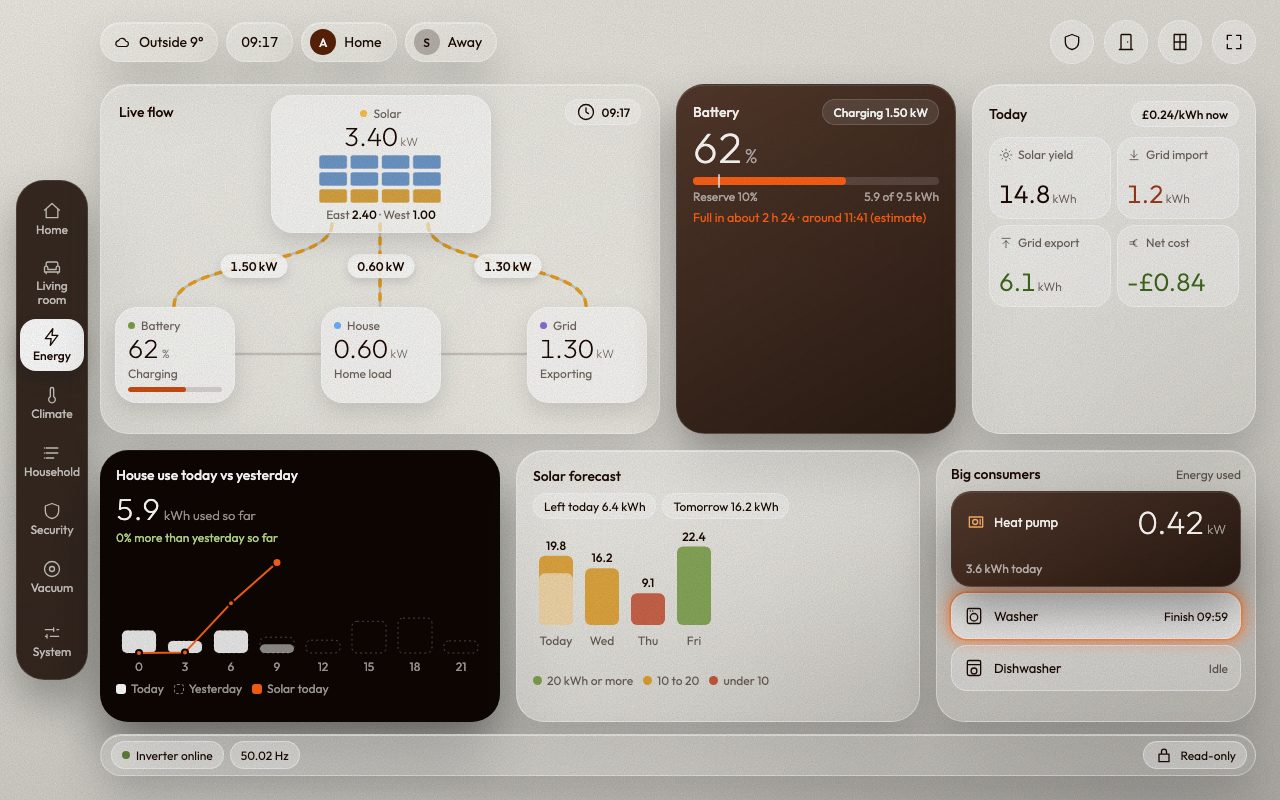 Outside 9°
09:17
A
Home
S
Away
Home
Living
room
Energy
Climate
Household
Security
Vacuum
System
Live flow
09:17
Solar
3.40 kW
East 2.40 · West 1.00
1.50 kW
0.60 kW
1.30 kW
Battery
62 %
Charging
House
0.60 kW
Home load
Grid
1.30 kW
Exporting
Battery
Charging 1.50 kW
62 %
Reserve 10%
5.9 of 9.5 kWh
Full in about 2 h 24 · around 11:41 (estimate)
Today
£0.24/kWh now
Solar yield
14.8 kWh
Grid import
1.2 kWh
Grid export
6.1 kWh
Net cost
-£0.84
House use today vs yesterday
5.9 kWh used so far
0% more than yesterday so far
0 3 6 9 12 15 18 21
Today Yesterday Solar today
Solar forecast
Left today 6.4 kWh
Tomorrow 16.2 kWh
19.8 16.2 9.1 22.4
Today Wed Thu Fri
20 kWh or more 10 to 20 under 10
Big consumers
Energy used
Heat pump
0.42 kW
3.6 kWh today
Washer
Finish 09:59
Dishwasher
Idle
Inverter online
50.02 Hz
Read-only